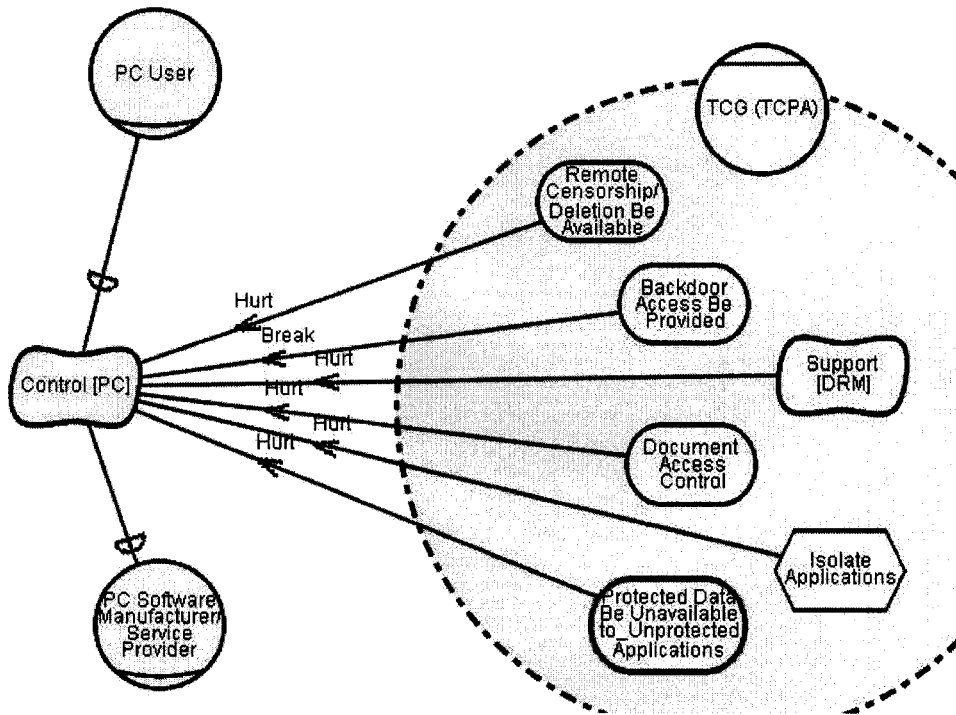 PC User
TCG (TCPA)
Remote
Censorship/
Deletion Be
Available
Backdoor
Access Be
Provided
Hurt
Break
Hurt
Hurt
Hurt
Hurt
Control [PC]
Support
[DRM]
Document
Access
Control
Isolate
Applications
Protected Data
Be Unavailable
to_Unprotected
Applications
PC Software
Manufacturer/
Service
Provider